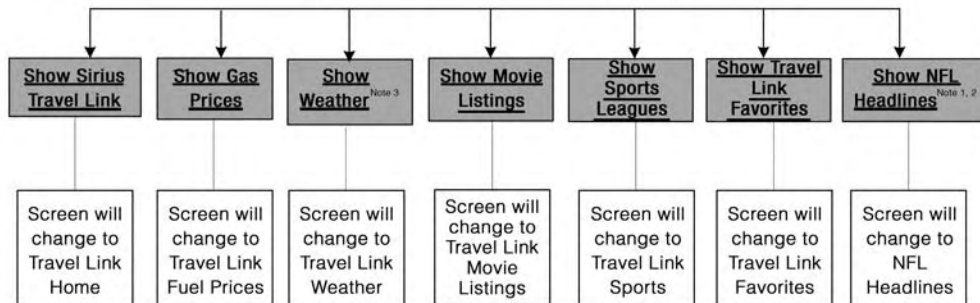 Show Sirius
Travel Link
Show Gas
Prices
Show
Weather Note 3
Show Movie
Listings
Show
Sports
Leagues
Show Travel
Link
Favorites
Show NFL
Headlines Note 1, 2
Screen will
change to
Travel Link
Home
Screen will
change to
Travel Link
Fuel Prices
Screen will
change to
Travel Link
Weather
Screen will
change to
Travel Link
Movie
Listings
Screen will
change to
Travel Link
Sports
Screen will
change to
Travel Link
Favorites
Screen will
change to
NFL
Headlines